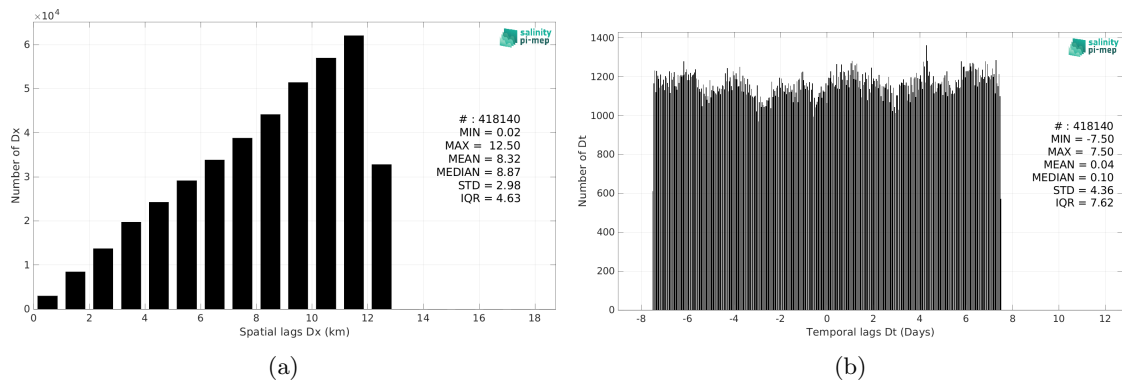 ×10⁴
6
5
4
3
2
1
0
Number of Dx
0 2 4 6 8 10 12 14 16 18
Spatial lags Dx (km)
salinity
pi-mep
# : 418140
MIN = 0.02
MAX = 12.50
MEAN = 8.32
MEDIAN = 8.87
STD = 2.98
IQR = 4.63
(a)
1400
1200
1000
800
600
400
200
0
Number of Dt
-8 -6 -4 -2 0 2 4 6 8 10 12
Temporal lags Dt (Days)
salinity
pi-mep
# : 418140
MIN = -7.50
MAX = 7.50
MEAN = 0.04
MEDIAN = 0.10
STD = 4.36
IQR = 7.62
(b)